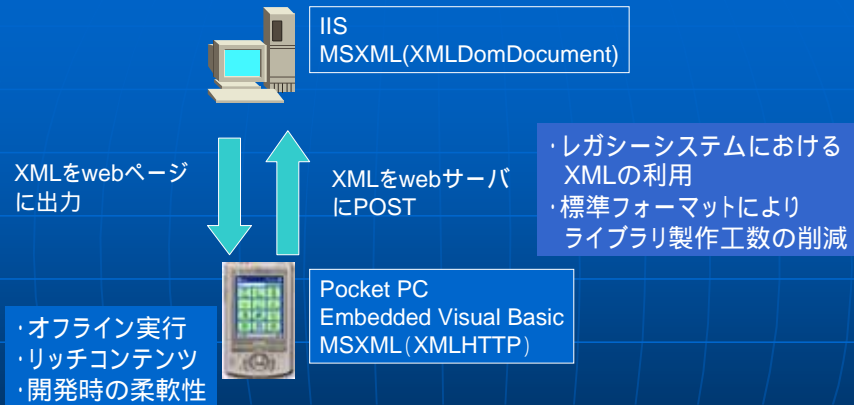 IIS
MSXML(XMLDomDocument)
XMLをwebページ
に出力
XMLをwebサーバ
にPOST
・レガシーシステムにおける
XMLの利用
・標準フォーマットにより
ライブラリ製作工数の削減
Pocket PC
Embedded Visual Basic
MSXML（XMLHTTP）
・オフライン実行
・リッチコンテンツ
・開発時の柔軟性